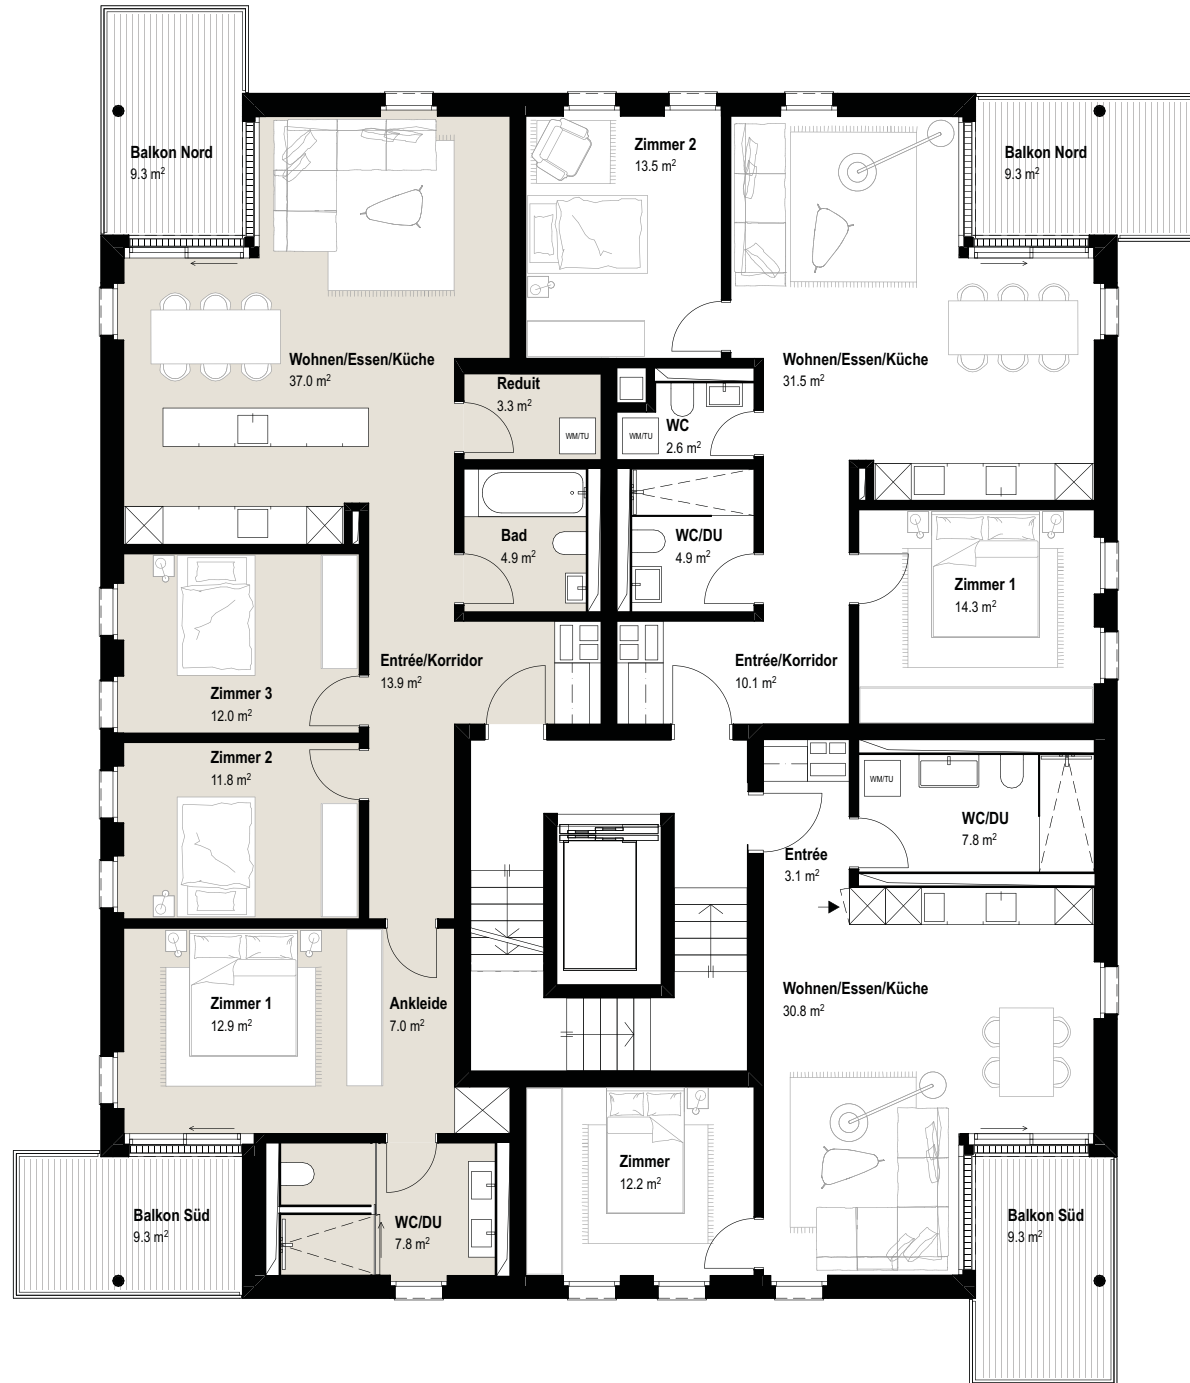 Balkon Nord
9.3 m²
Zimmer 2
13.5 m²
Balkon Nord
9.3 m²
Wohnen/Essen/Küche
37.0 m²
Reduit
3.3 m²
WM/TU
WM/TU
WC
2.6 m²
Wohnen/Essen/Küche
31.5 m²
Bad
4.9 m²
WC/DU
4.9 m²
Zimmer 1
14.3 m²
Zimmer 3
12.0 m²
Entrée/Korridor
13.9 m²
Entrée/Korridor
10.1 m²
Zimmer 2
11.8 m²
WM/TU
WC/DU
7.8 m²
Entrée
3.1 m²
Zimmer 1
12.9 m²
Ankleide
7.0 m²
Wohnen/Essen/Küche
30.8 m²
Zimmer
12.2 m²
Balkon Süd
9.3 m²
WC/DU
7.8 m²
Balkon Süd
9.3 m²